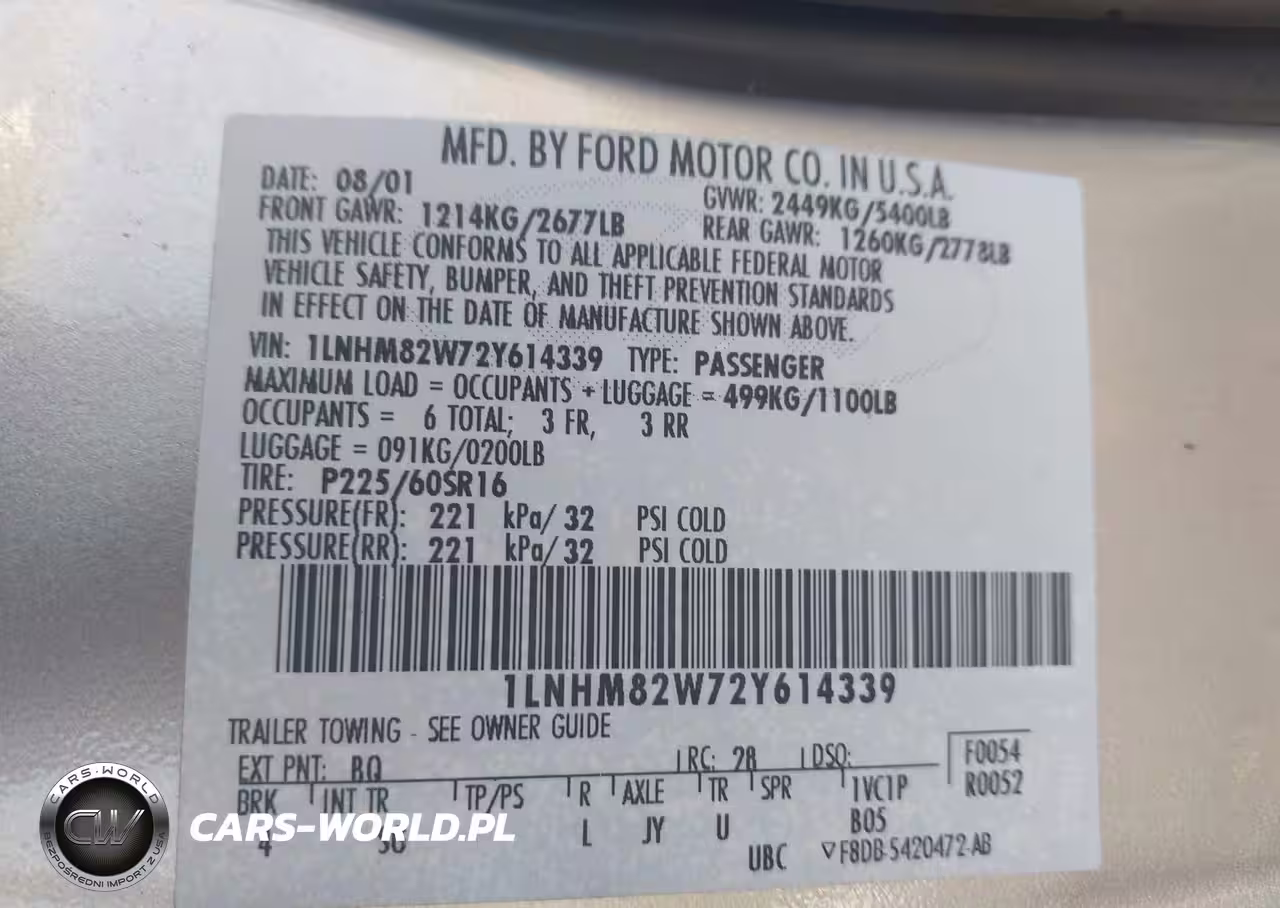 MFD. BY FORD MOTOR CO. IN U.S.A.
DATE: 08/01 GVWR: 2449KG/5400LB
FRONT GAWR: 1214KG/2677LB REAR GAWR: 1260KG/2778LB
THIS VEHICLE CONFORMS TO ALL APPLICABLE FEDERAL MOTOR
VEHICLE SAFETY, BUMPER, AND THEFT PREVENTION STANDARDS
IN EFFECT ON THE DATE OF MANUFACTURE SHOWN ABOVE.
VIN: 1LNHM82W72Y614339 TYPE: PASSENGER
MAXIMUM LOAD = OCCUPANTS + LUGGAGE = 499KG/1100LB
OCCUPANTS = 6 TOTAL; 3 FR, 3 RR
LUGGAGE = 091KG/0200LB
TIRE: P225/60SR16
PRESSURE(FR): 221 kPa/ 32 PSI COLD
PRESSURE(RR): 221 kPa/ 32 PSI COLD
1LNHM82W72Y614339
TRAILER TOWING - SEE OWNER GUIDE
EXT PNT: BQ RC: 28 DSO: F0054
BRK INT TR TP/PS R AXLE TR SPR 1VC1P R0052
4 L JY U B05
UBC ▽F8DB-5420472-AB
CARS-WORLD
CW
BEZPOŚREDNI IMPORT Z USA
CARS-WORLD.PL